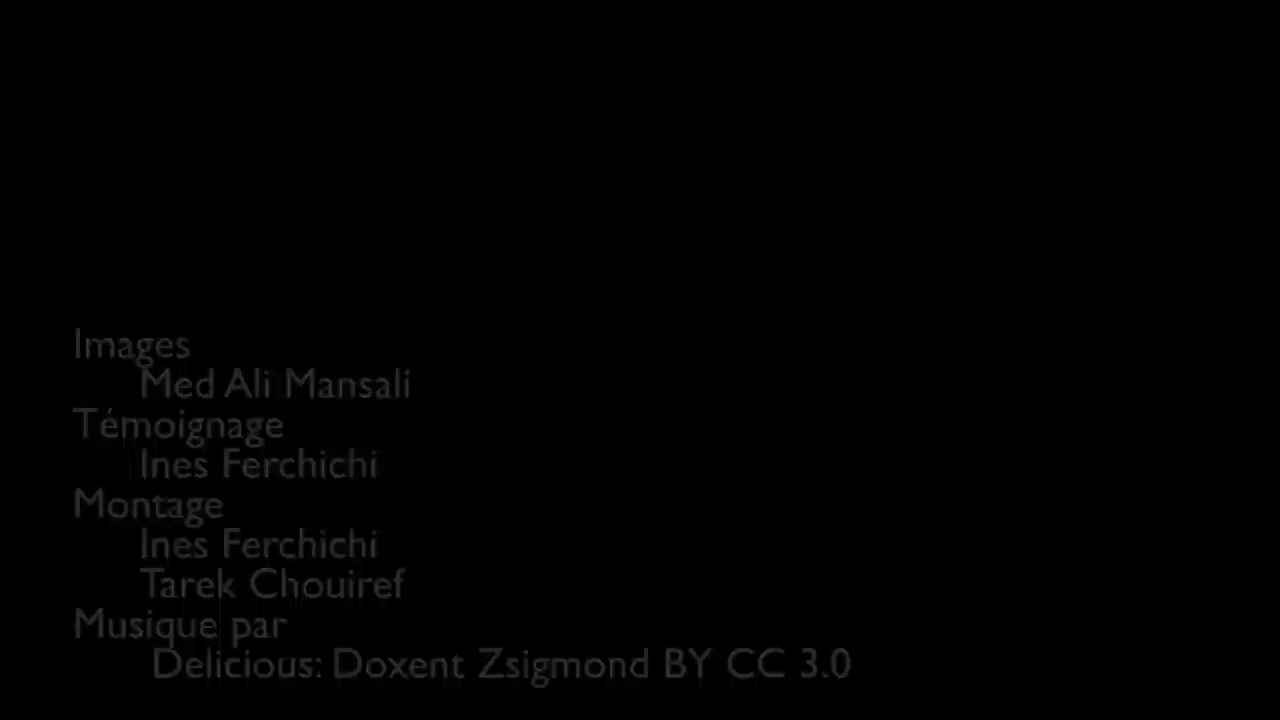 Images
Med Ali Mansali
Témoignage
Ines Ferchichi
Montage
Ines Ferchichi
Tarek Chouiref
Musique par
Delicious: Doxent Zsigmond BY CC 3.0